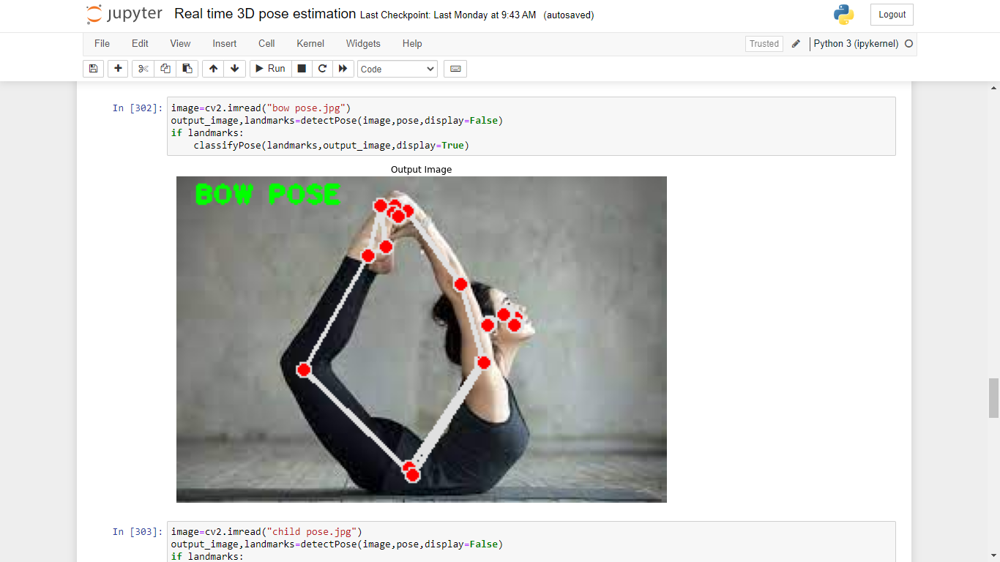 jupyter Real time 3D pose estimation Last Checkpoint: Last Monday at 9:43 AM (autosaved) Logout
File Edit View Insert Cell Kernel Widgets Help Trusted Python 3 (ipykernel)
Run Code
In [302]: image=cv2.imread("bow pose.jpg")
output_image,landmarks=detectPose(image,pose,display=False)
if landmarks:
    classifyPose(landmarks,output_image,display=True)
Output Image
BOW POSE
In [303]: image=cv2.imread("child pose.jpg")
output_image,landmarks=detectPose(image,pose,display=False)
if landmarks: